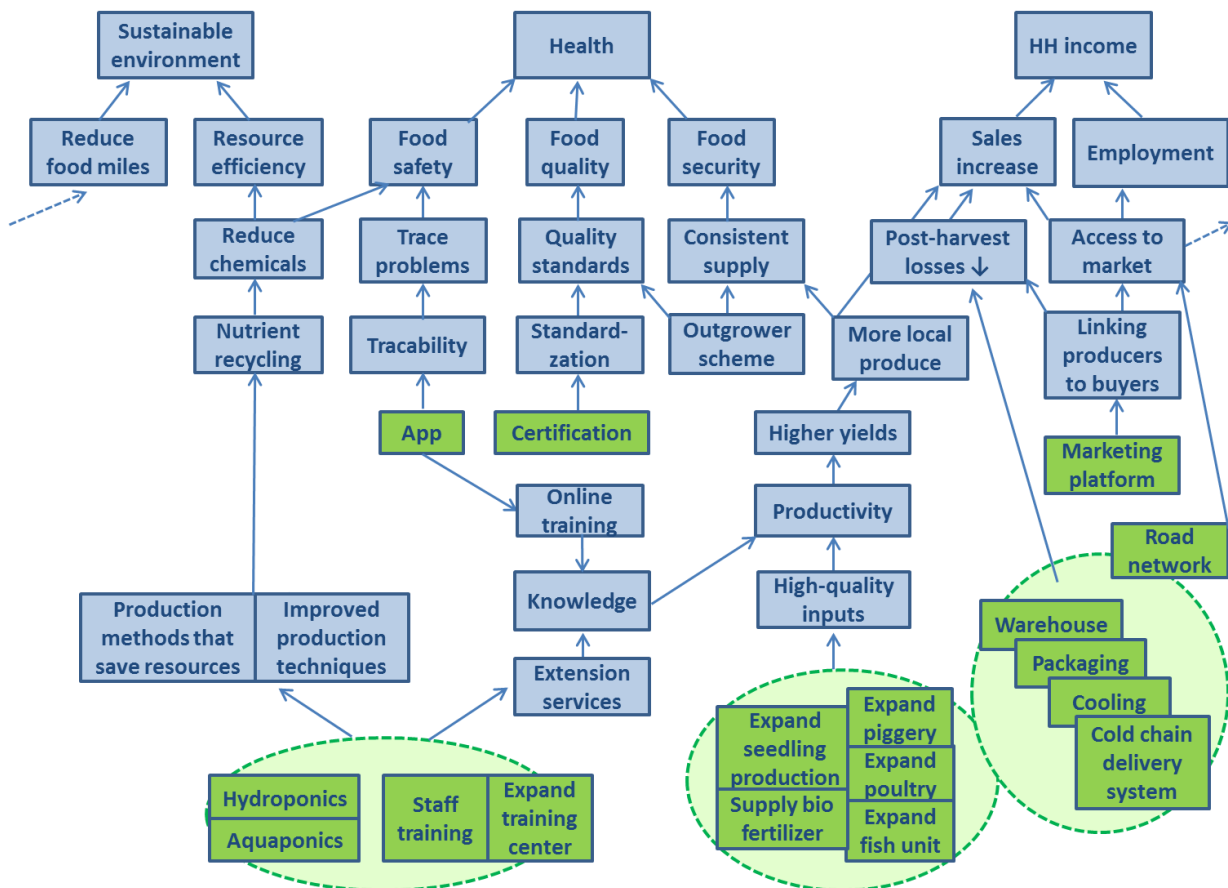 Sustainable
environment
Health
HH income
Reduce
food miles
Resource
efficiency
Food
safety
Food
quality
Food
security
Sales
increase
Employment
Reduce
chemicals
Trace
problems
Quality
standards
Consistent
supply
Post-harvest
losses ↓
Access to
market
Nutrient
recycling
Tracability
Standard-
zation
Outgrower
scheme
More local
produce
Linking
producers
to buyers
App
Certification
Higher yields
Marketing
platform
Online
training
Productivity
Road
network
Production
methods that
save resources
Improved
production
techniques
Knowledge
High-quality
inputs
Warehouse
Packaging
Cooling
Cold chain
delivery
system
Extension
services
Expand
seedling
production
Expand
piggery
Expand
poultry
Supply bio
fertilizer
Expand
fish unit
Hydroponics
Aquaponics
Staff
training
Expand
training
center